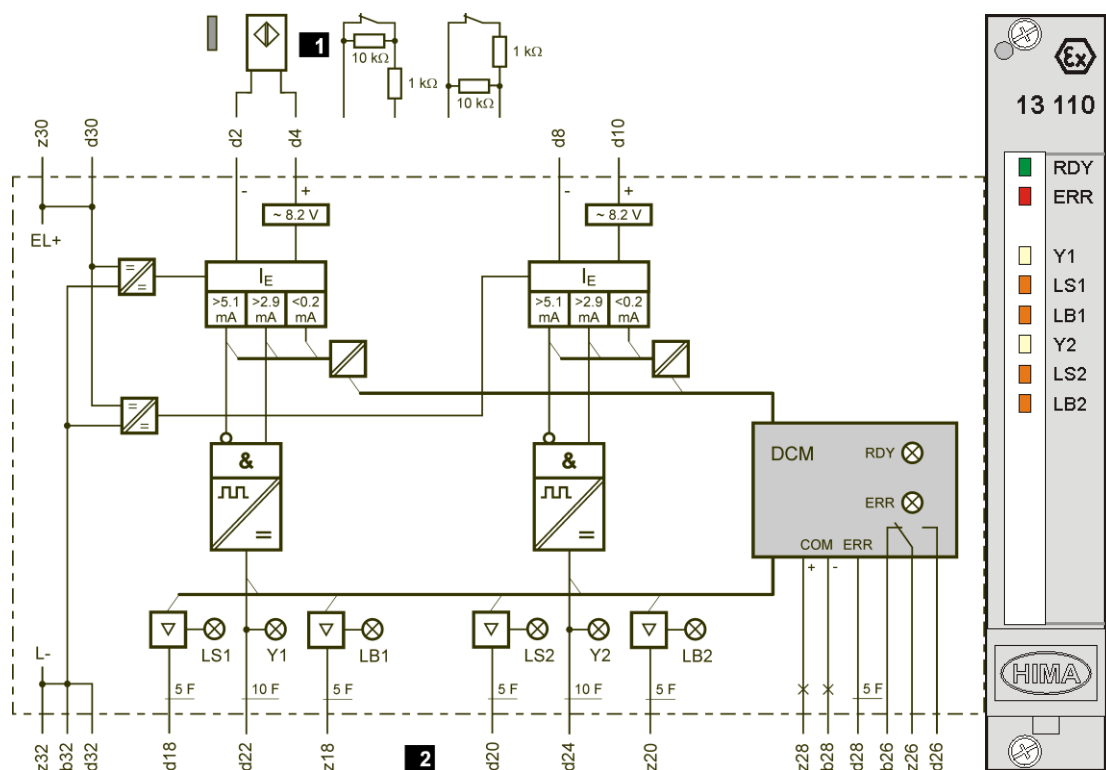 1
10 kΩ
1 kΩ
1 kΩ
10 kΩ
z30
d30
d2
d4
d8
d10
- +
- +
~ 8.2 V
~ 8.2 V
EL+
IE
>5.1 mA
>2.9 mA
<0.2 mA
IE
>5.1 mA
>2.9 mA
<0.2 mA
= =
= =
&
=
&
=
DCM
RDY
ERR
COM
ERR
+ -
LS1
Y1
LB1
LS2
Y2
LB2
L-
5 F
10 F
5 F
5 F
10 F
5 F
5 F
z32
b32
d32
d18
d22
z18
2
d20
d24
z20
z28
b28
d28
b26
z26
d26
Ex
13 110
RDY
ERR
Y1
LS1
LB1
Y2
LS2
LB2
HIMA